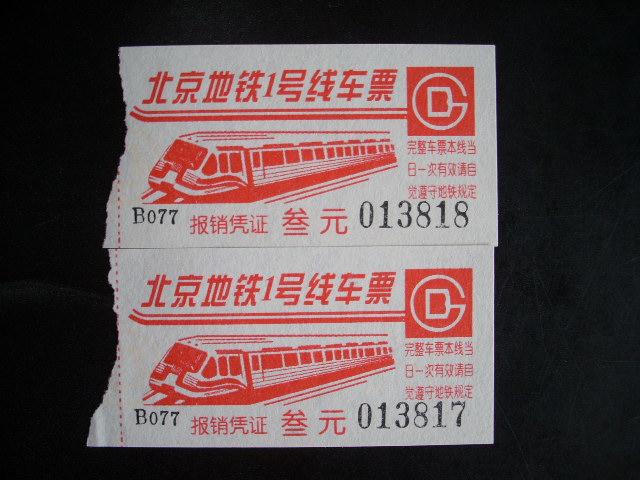 北京地铁1号线车票
完整车票本线当
日一次有效请自
觉遵守地铁规定
B077 报销凭证 叁元 013818
北京地铁1号线车票
完整车票本线当
日一次有效请自
觉遵守地铁规定
B077 报销凭证 叁元 013817